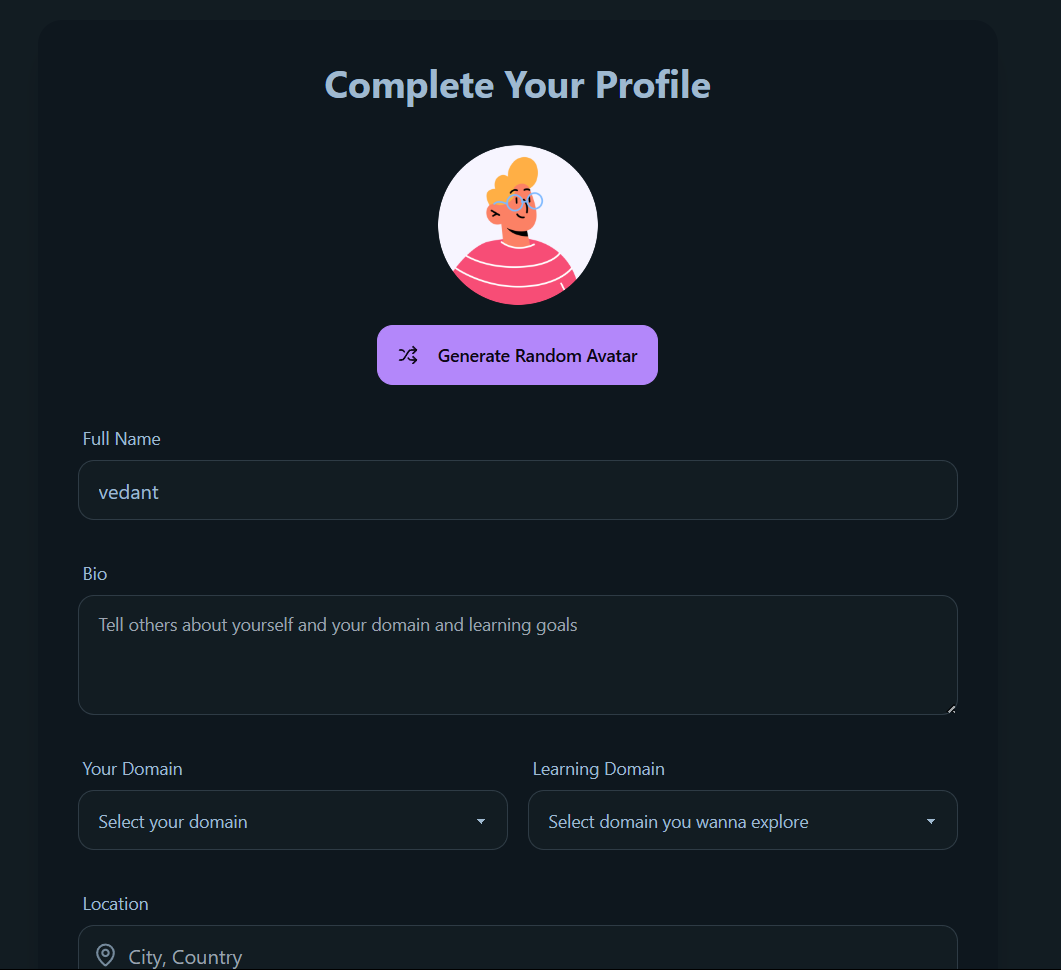 Complete Your Profile
Generate Random Avatar
Full Name
vedant
Bio
Tell others about yourself and your domain and learning goals
Your Domain
Learning Domain
Select your domain
Select domain you wanna explore
Location
City, Country